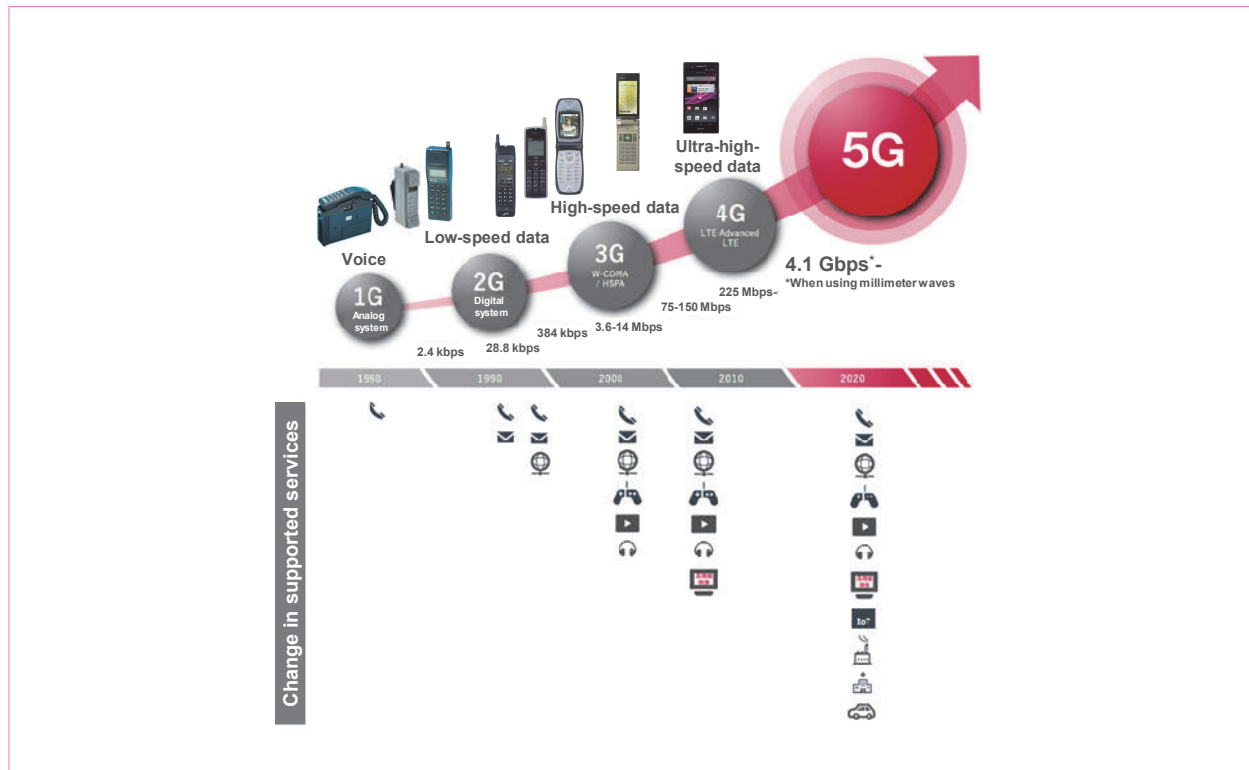 Ultra-high-
speed data
5G
High-speed data
4G
LTE-Advanced
LTE
Low-speed data
3G
W-CDMA
/ HSPA
4.1 Gbps*-
*When using millimeter waves
Voice
2G
Digital
system
1G
Analog
system
225 Mbps-
75-150 Mbps
3.6-14 Mbps
384 kbps
28.8 kbps
2.4 kbps
1980
1990
2000
2010
2020
Change in supported services
IoT